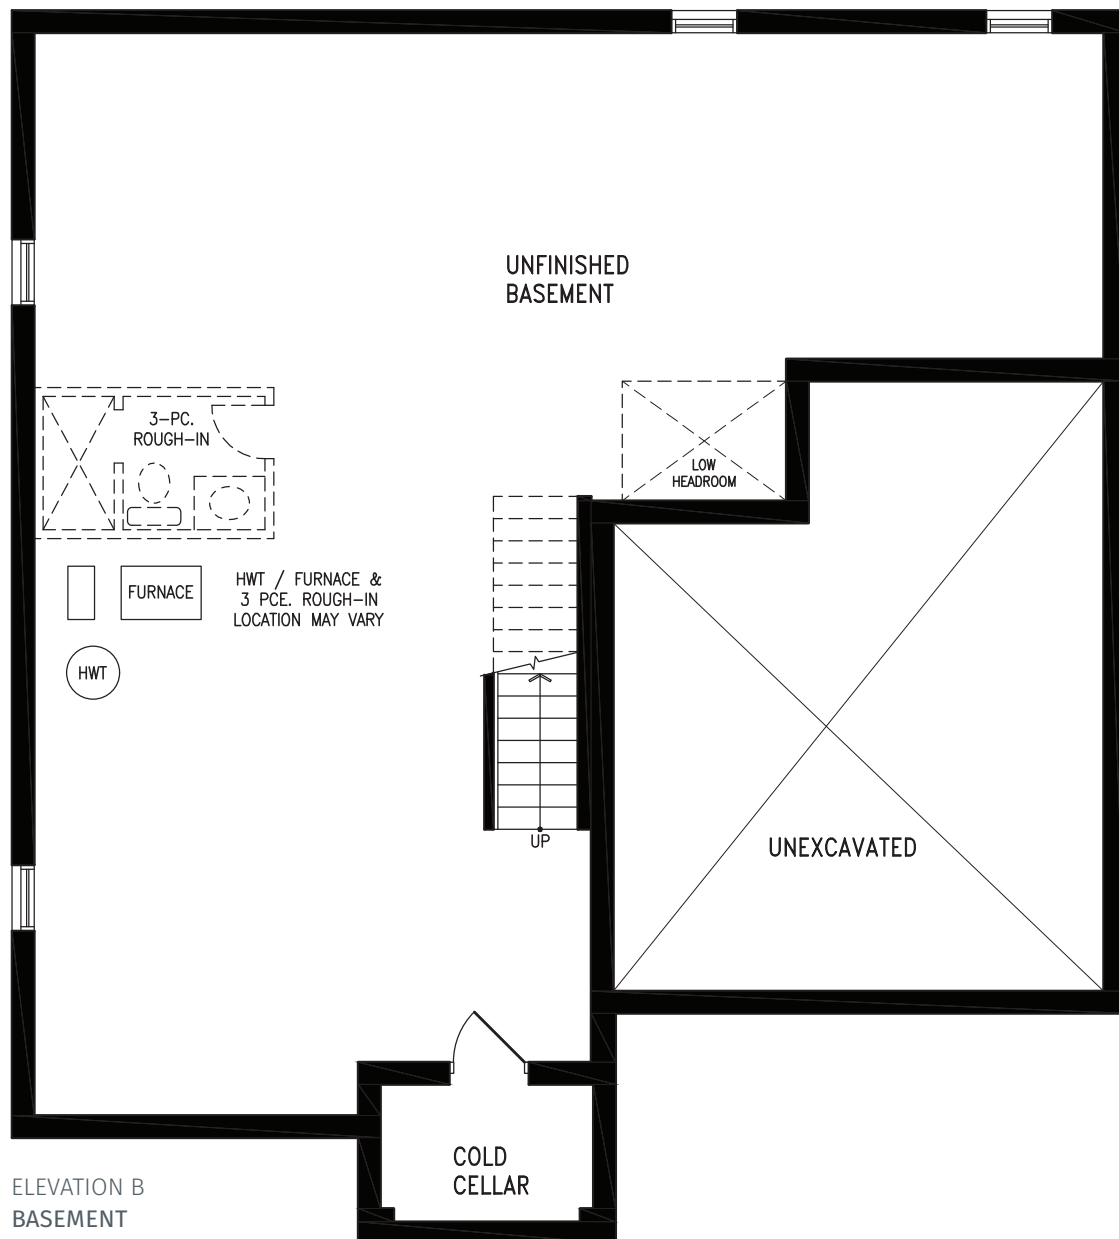 UNFINISHED
BASEMENT
3-PC.
ROUGH-IN
LOW
HEADROOM
FURNACE
HWT / FURNACE &
3 PCE. ROUGH-IN
LOCATION MAY VARY
HWT
UP
UNEXCAVATED
COLD
CELLAR
ELEVATION B
BASEMENT